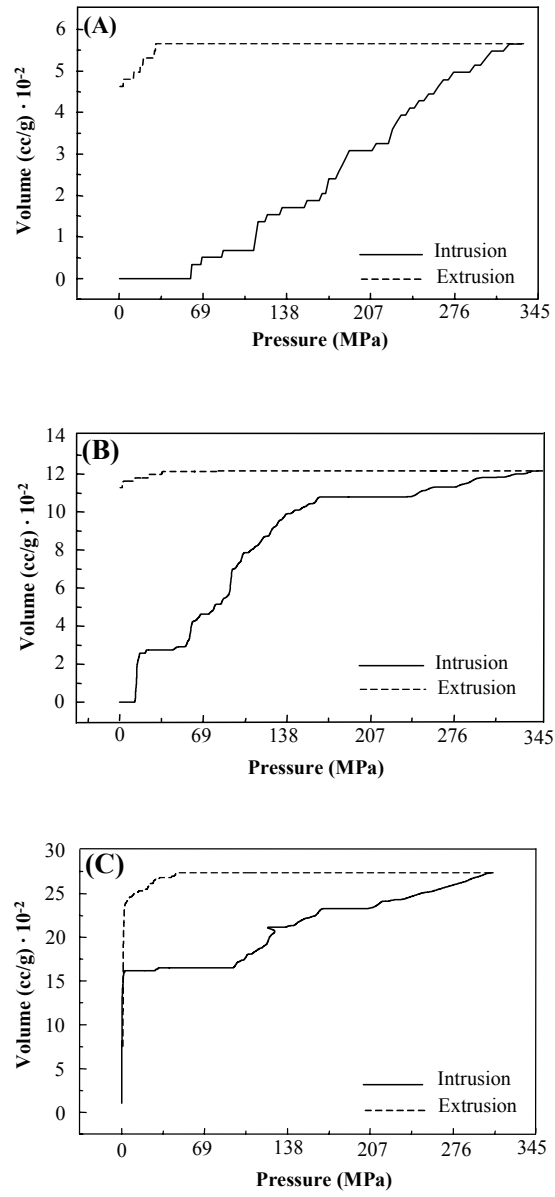 (A)
6
5
4
3
2
1
0
Volume (cc/g) · 10⁻²
Intrusion
Extrusion
0 69 138 207 276 345
Pressure (MPa)
(B)
14
12
10
8
6
4
2
0
Volume (cc/g) · 10⁻²
Intrusion
Extrusion
0 69 138 207 276 345
Pressure (MPa)
(C)
30
25
20
15
10
5
0
Volume (cc/g) · 10⁻²
Intrusion
Extrusion
0 69 138 207 276 345
Pressure (MPa)